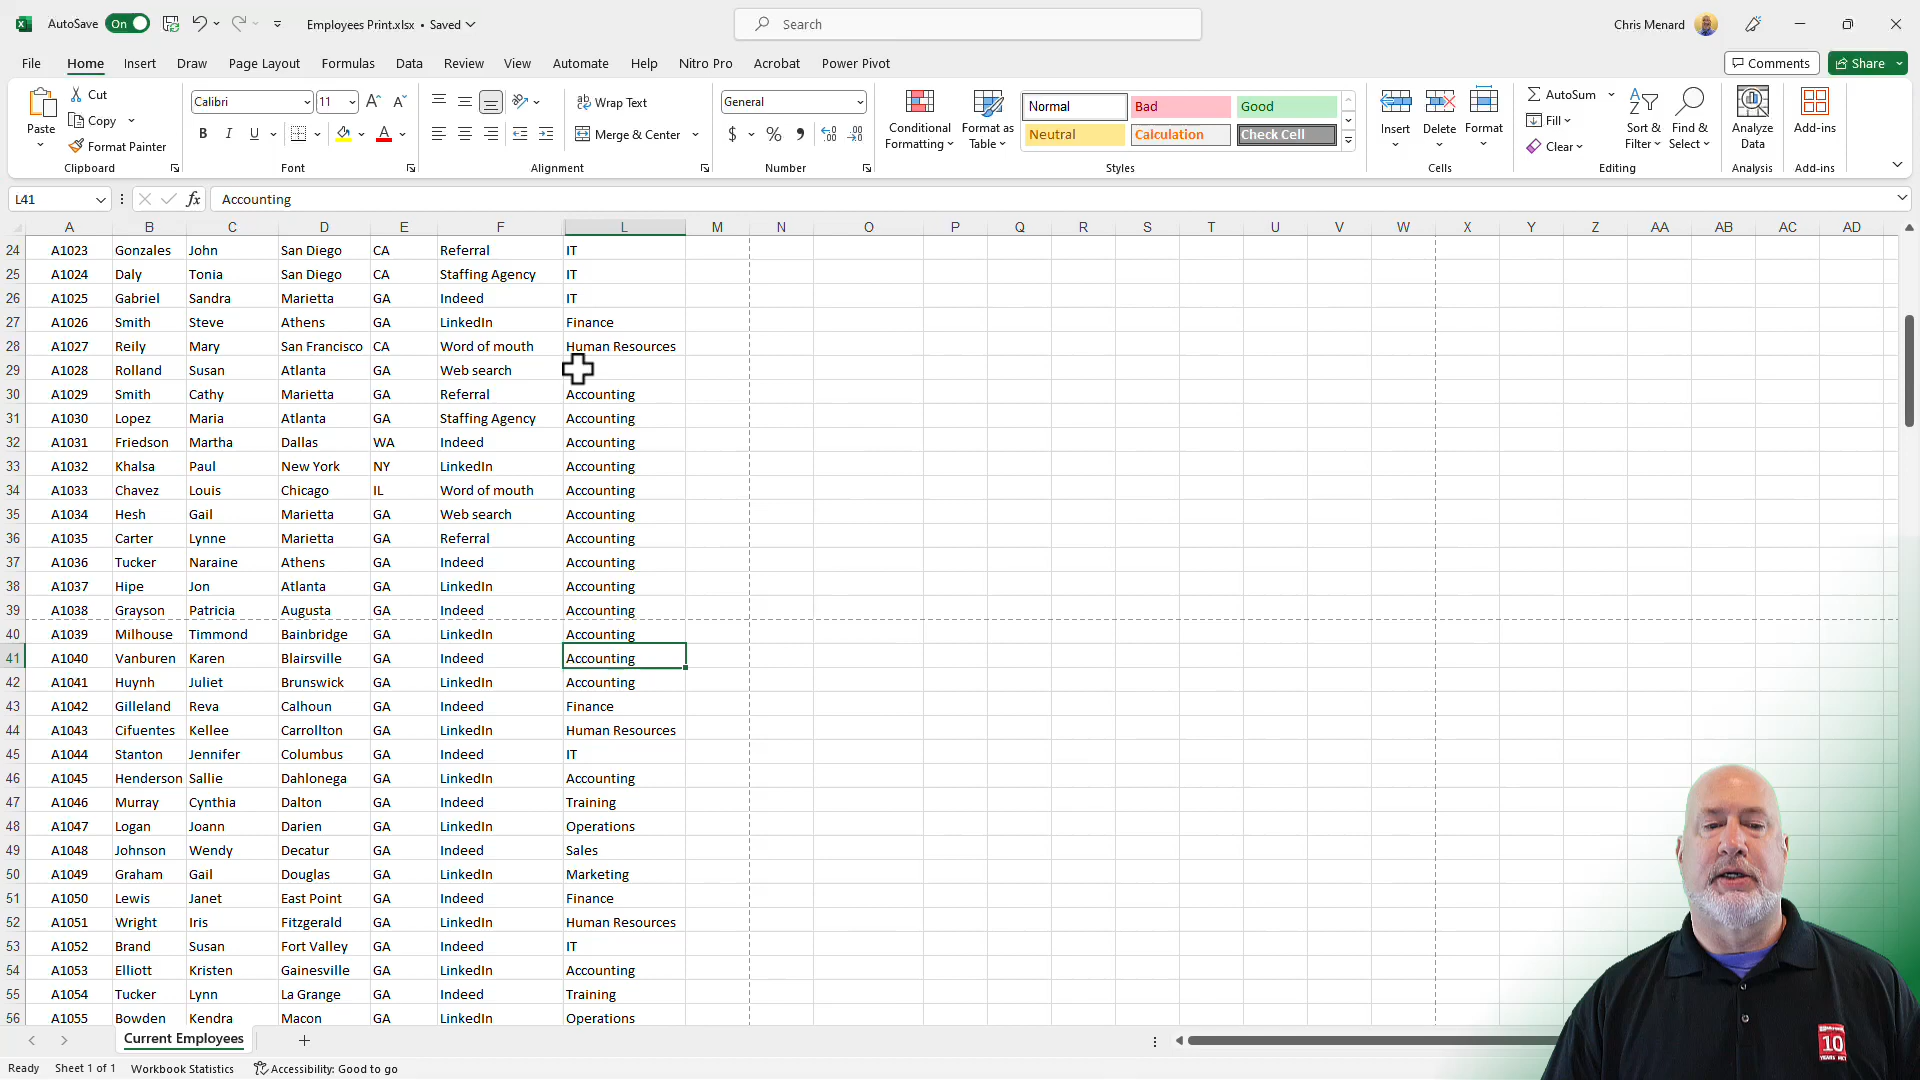 AutoSave On Employees Print.xlsx • Saved Search Chris Menard
File Home Insert Draw Page Layout Formulas Data Review View Automate Help Nitro Pro Acrobat Power Pivot Comments Share
Paste Cut Calibri 11 Wrap Text General Conditional Formatting Format as Table Normal Bad Good Insert Delete Format AutoSum Sort & Filter Find & Select Analyze Data Add-ins
Copy Fill
Format Painter B I U Merge & Center $ % Neutral Calculation Check Cell Clear
Clipboard Font Alignment Number Styles Cells Editing Analysis Add-ins
L41 fx Accounting
A B C D E F L M N O P Q R S T U V W X Y Z AA AB AC AD
24 A1023 Gonzales John San Diego CA Referral IT
25 A1024 Daly Tonia San Diego CA Staffing Agency IT
26 A1025 Gabriel Sandra Marietta GA Indeed IT
27 A1026 Smith Steve Athens GA LinkedIn Finance
28 A1027 Reily Mary San Francisco CA Word of mouth Human Resources
29 A1028 Rolland Susan Atlanta GA Web search
30 A1029 Smith Cathy Marietta GA Referral Accounting
31 A1030 Lopez Maria Atlanta GA Staffing Agency Accounting
32 A1031 Friedson Martha Dallas WA Indeed Accounting
33 A1032 Khalsa Paul New York NY LinkedIn Accounting
34 A1033 Chavez Louis Chicago IL Word of mouth Accounting
35 A1034 Hesh Gail Marietta GA Web search Accounting
36 A1035 Carter Lynne Marietta GA Referral Accounting
37 A1036 Tucker Naraine Athens GA Indeed Accounting
38 A1037 Hipe Jon Atlanta GA LinkedIn Accounting
39 A1038 Grayson Patricia Augusta GA Indeed Accounting
40 A1039 Milhouse Timmond Bainbridge GA LinkedIn Accounting
41 A1040 Vanburen Karen Blairsville GA Indeed Accounting
42 A1041 Huynh Juliet Brunswick GA LinkedIn Accounting
43 A1042 Gilleland Reva Calhoun GA Indeed Finance
44 A1043 Cifuentes Kellee Carrollton GA LinkedIn Human Resources
45 A1044 Stanton Jennifer Columbus GA Indeed IT
46 A1045 Henderson Sallie Dahlonega GA LinkedIn Accounting
47 A1046 Murray Cynthia Dalton GA Indeed Training
48 A1047 Logan Joann Darien GA LinkedIn Operations
49 A1048 Johnson Wendy Decatur GA Indeed Sales
50 A1049 Graham Gail Douglas GA LinkedIn Marketing
51 A1050 Lewis Janet East Point GA Indeed Finance
52 A1051 Wright Iris Fitzgerald GA LinkedIn Human Resources
53 A1052 Brand Susan Fort Valley GA Indeed IT
54 A1053 Elliott Kristen Gainesville GA LinkedIn Accounting
55 A1054 Tucker Lynn La Grange GA Indeed Training
56 A1055 Bowden Kendra Macon GA LinkedIn Operations
Current Employees
Ready Sheet 1 of 1 Workbook Statistics Accessibility: Good to go
10